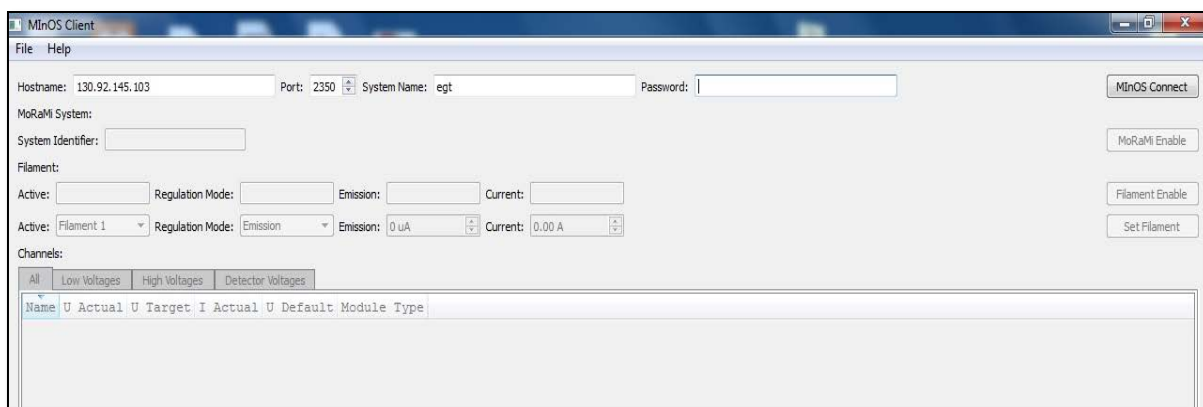 MInOS Client
File Help
Hostname: 130.92.145.103 Port: 2350 System Name: egt Password: MInOS Connect
MoRaMi System:
System Identifier: MoRaMi Enable
Filament:
Active: Regulation Mode: Emission: Current: Filament Enable
Active: Filament 1 Regulation Mode: Emission Emission: 0 uA Current: 0.00 A Set Filament
Channels:
All Low Voltages High Voltages Detector Voltages
Name U Actual U Target I Actual U Default Module Type